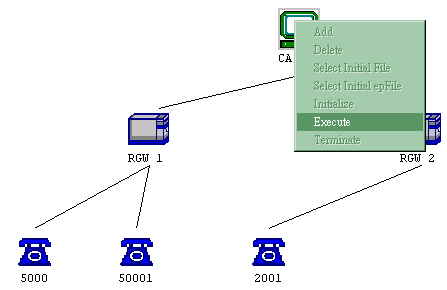 CA
Add
Delete
Select Initial File
Select Initial epFile
Initialize
Execute
Terminate
RGW 1
RGW 2
5000
50001
2001